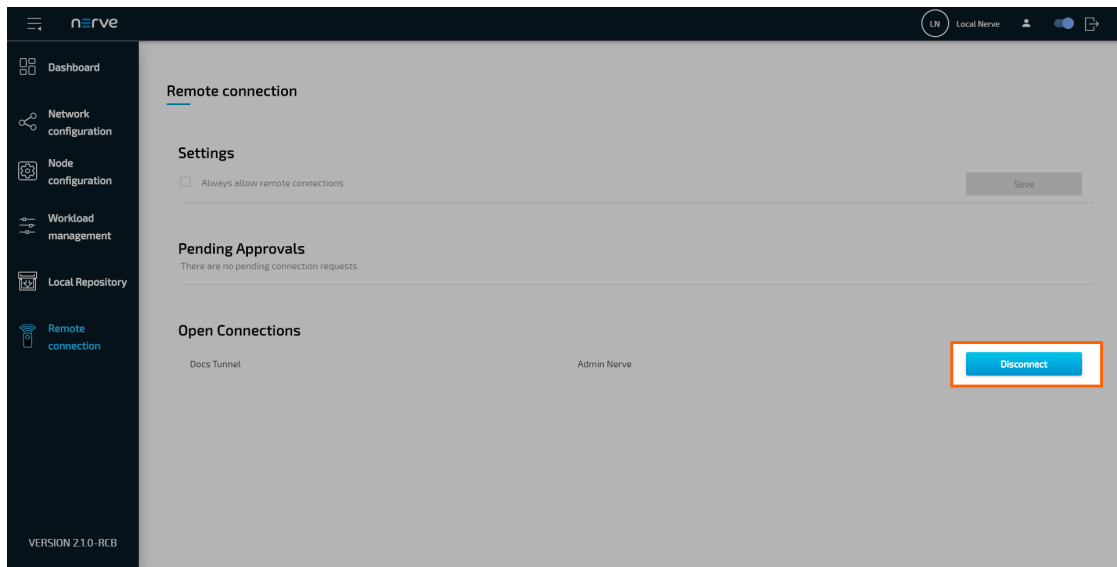 nerve
LN Local Nerve
Dashboard
Network
configuration
Node
configuration
Workload
management
Local Repository
Remote
connection
VERSION 2.1.0-RCB
Remote connection
Settings
Always allow remote connections
Save
Pending Approvals
There are no pending connection requests.
Open Connections
Docs Tunnel Admin Nerve Disconnect